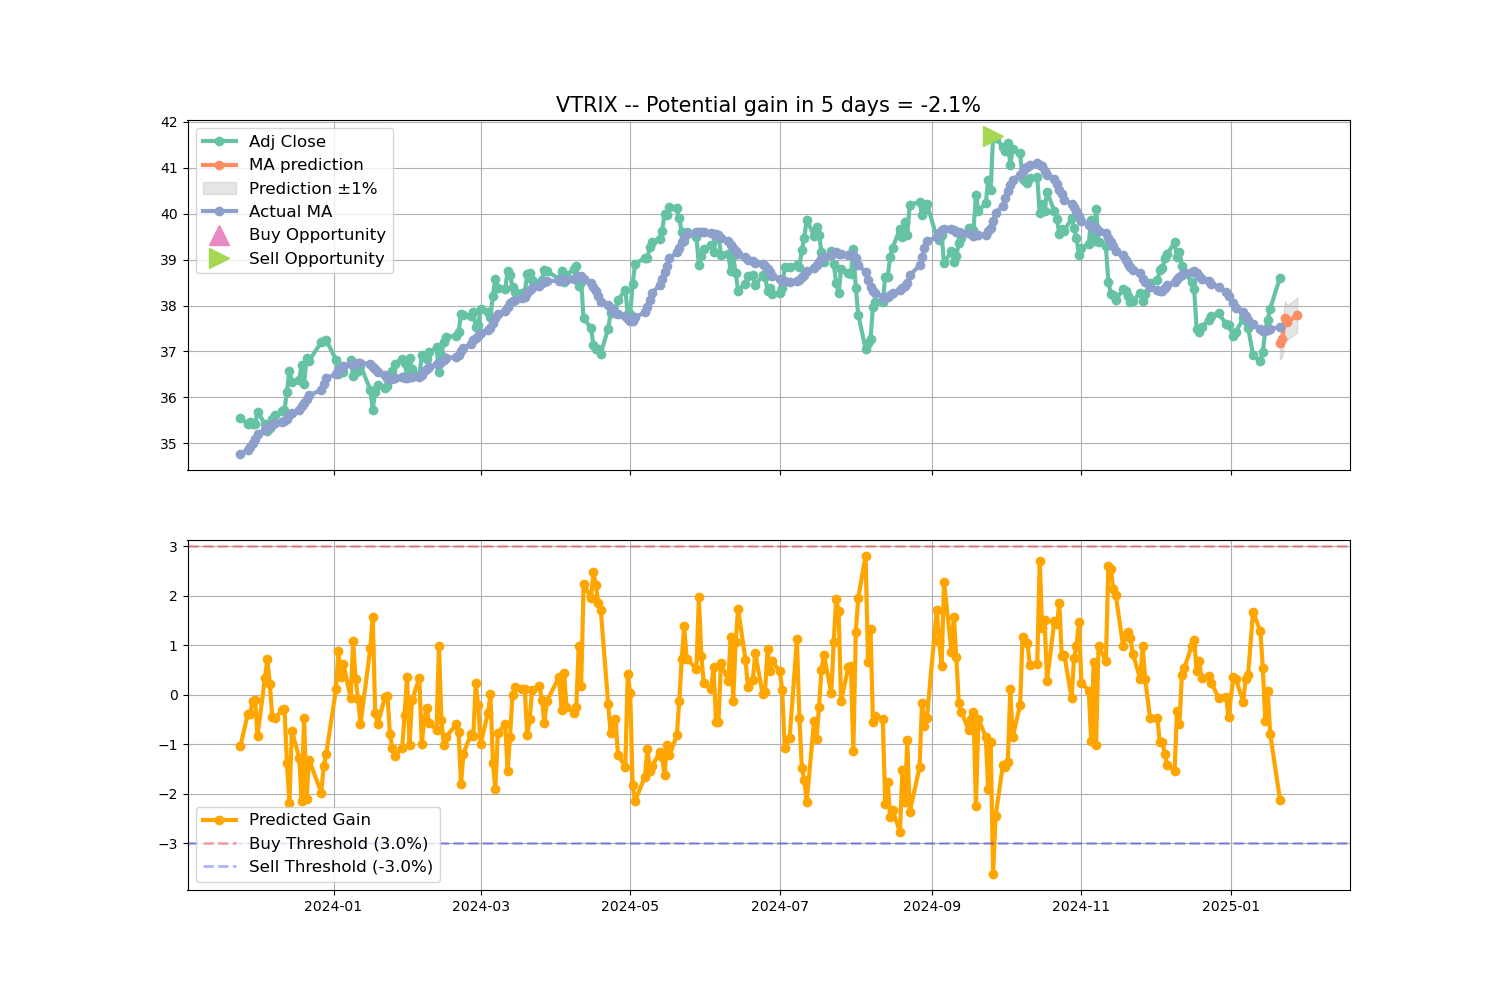 VTRIX -- Potential gain in 5 days = -2.1%
42
41
40
39
38
37
36
35
Adj Close
MA prediction
Prediction ±1%
Actual MA
Buy Opportunity
Sell Opportunity
3
2
1
0
−1
−2
−3
Predicted Gain
Buy Threshold (3.0%)
Sell Threshold (-3.0%)
2024-01
2024-03
2024-05
2024-07
2024-09
2024-11
2025-01